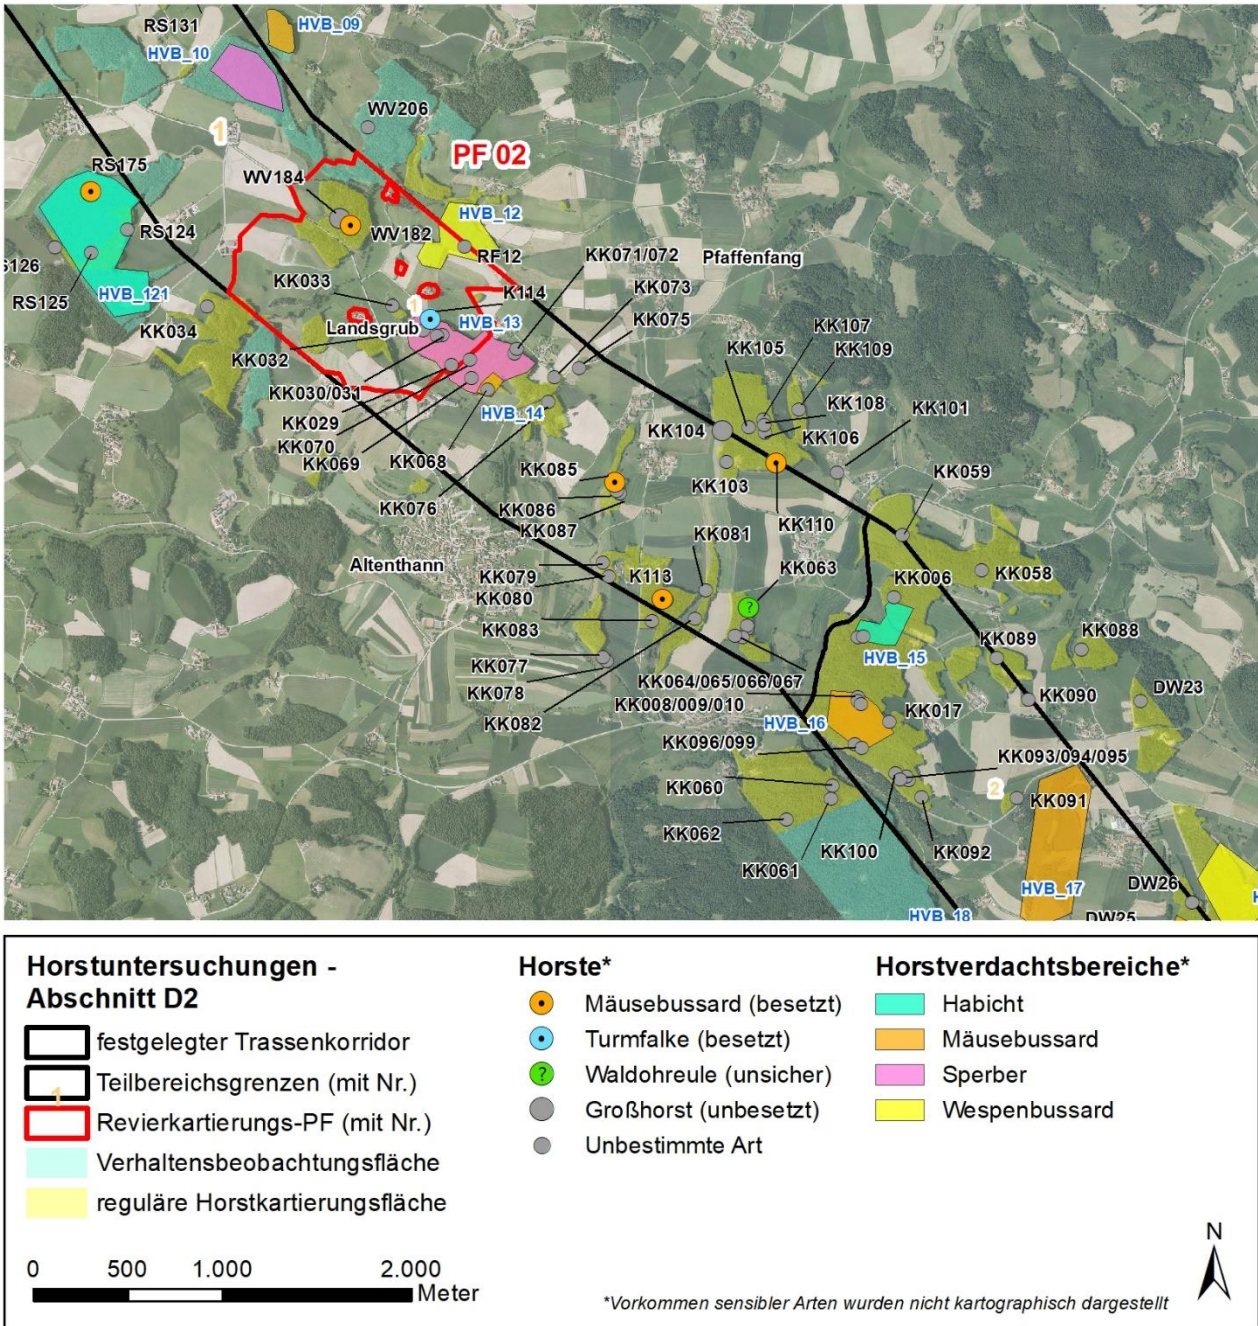 RS131
HVB_09
HVB_10
WV206
1
PF 02
RS175
WV184
HVB_12
WV182
RS124
RF12
KK071/072
Pfaffenfang
KK033
K114
KK073
RS125
HVB_121
1
KK075
KK034
Landsgrub
HVB_13
KK107
KK105
KK109
KK032
KK030/031
KK108
KK029
HVB_14
KK101
KK070
KK104
KK106
KK069
KK068
KK085
KK103
KK059
KK076
KK086
KK087
KK110
KK081
Altenthann
KK079
K113
KK063
KK006
KK058
KK080
?
KK083
KK089
KK088
HVB_15
KK077
KK064/065/066/067
KK090
DW23
KK078
KK008/009/010
KK017
KK082
HVB_16
KK096/099
KK093/094/095
KK060
2
KK091
KK062
KK100
KK092
KK061
DW26
HVB_17
HVB_18
DW25
Horstuntersuchungen -
Abschnitt D2
festgelegter Trassenkorridor
Teilbereichsgrenzen (mit Nr.)
1
Revierkartierungs-PF (mit Nr.)
Verhaltensbeobachtungsfläche
reguläre Horstkartierungsfläche
0 500 1.000 2.000
Meter
Horste*
Mäusebussard (besetzt)
Turmfalke (besetzt)
? Waldohreule (unsicher)
Großhorst (unbesetzt)
Unbestimmte Art
Horstverdachtsbereiche*
Habicht
Mäusebussard
Sperber
Wespenbussard
N
*Vorkommen sensibler Arten wurden nicht kartographisch dargestellt